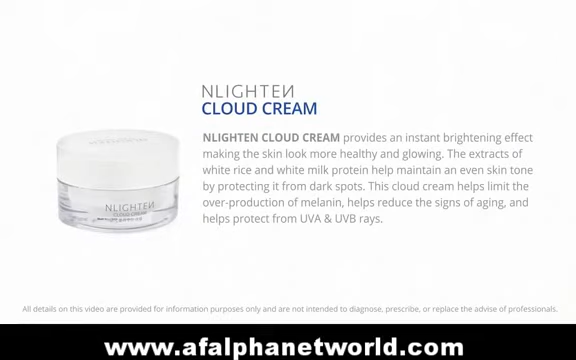 NLIGHTEN
CLOUD CREAM
NLIGHTEN CLOUD CREAM provides an instant brightening effect
making the skin look more healthy and glowing. The extracts of
white rice and white milk protein help maintain an even skin tone
by protecting it from dark spots. This cloud cream helps limit the
over-production of melanin, helps reduce the signs of aging, and
helps protect from UVA & UVB rays.
NLIGHTEN
CLOUD CREAM
All details on this video are provided for information purposes only and are not intended to diagnose, prescribe, or replace the advise of professionals.
www.afalphanetworld.com